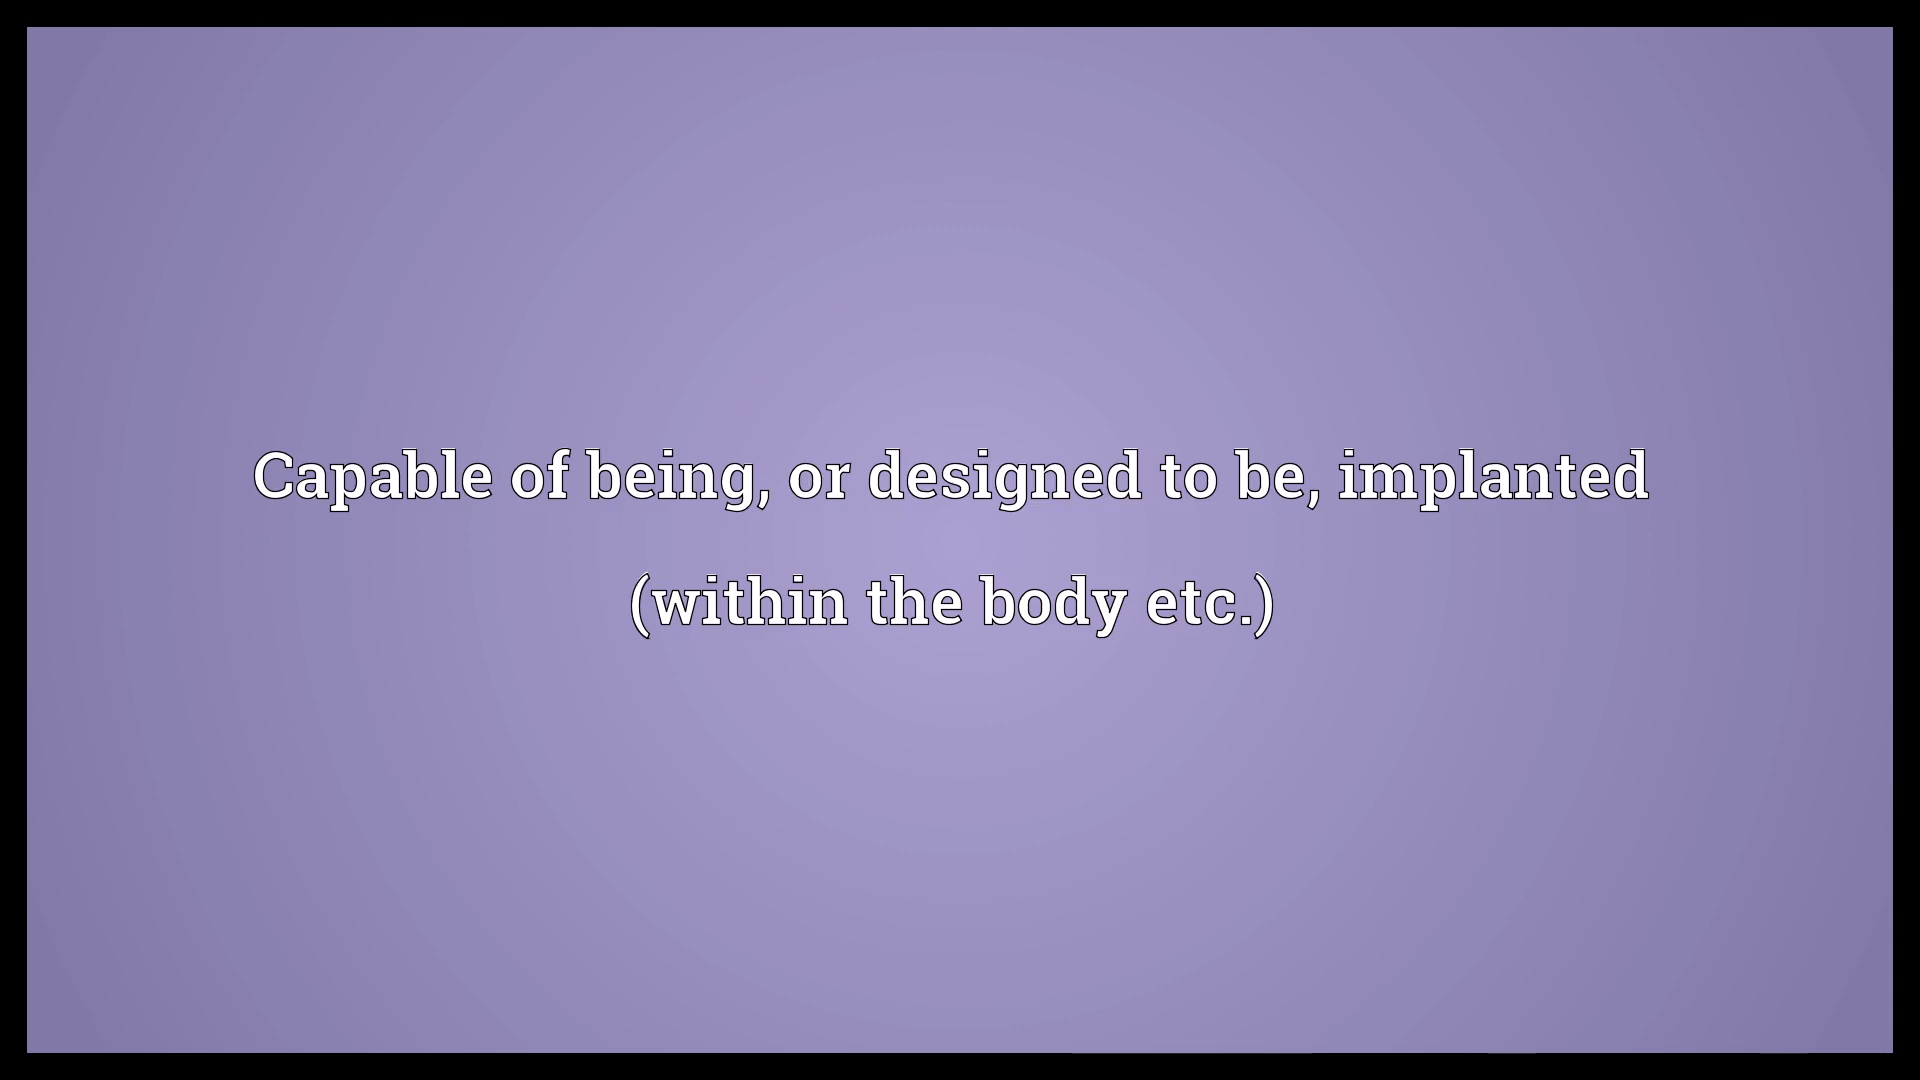 Capable of being, or designed to be, implanted
(within the body etc.)